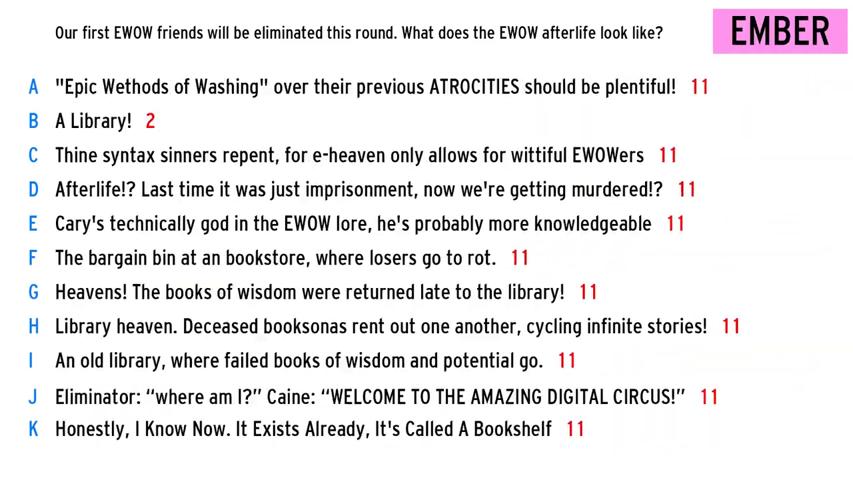 Our first EWOW friends will be eliminated this round. What does the EWOW afterlife look like? EMBER
A "Epic Wethods of Washing" over their previous ATROCITIES should be plentiful! 11
B A Library! 2
C Thine syntax sinners repent, for e-heaven only allows for wittiful EWOWers 11
D Afterlife!? Last time it was just imprisonment, now we're getting murdered!? 11
E Cary's technically god in the EWOW lore, he's probably more knowledgeable 11
F The bargain bin at an bookstore, where losers go to rot. 11
G Heavens! The books of wisdom were returned late to the library! 11
H Library heaven. Deceased booksonas rent out one another, cycling infinite stories! 11
I An old library, where failed books of wisdom and potential go. 11
J Eliminator: “where am I?” Caine: “WELCOME TO THE AMAZING DIGITAL CIRCUS!” 11
K Honestly, I Know Now. It Exists Already, It's Called A Bookshelf 11